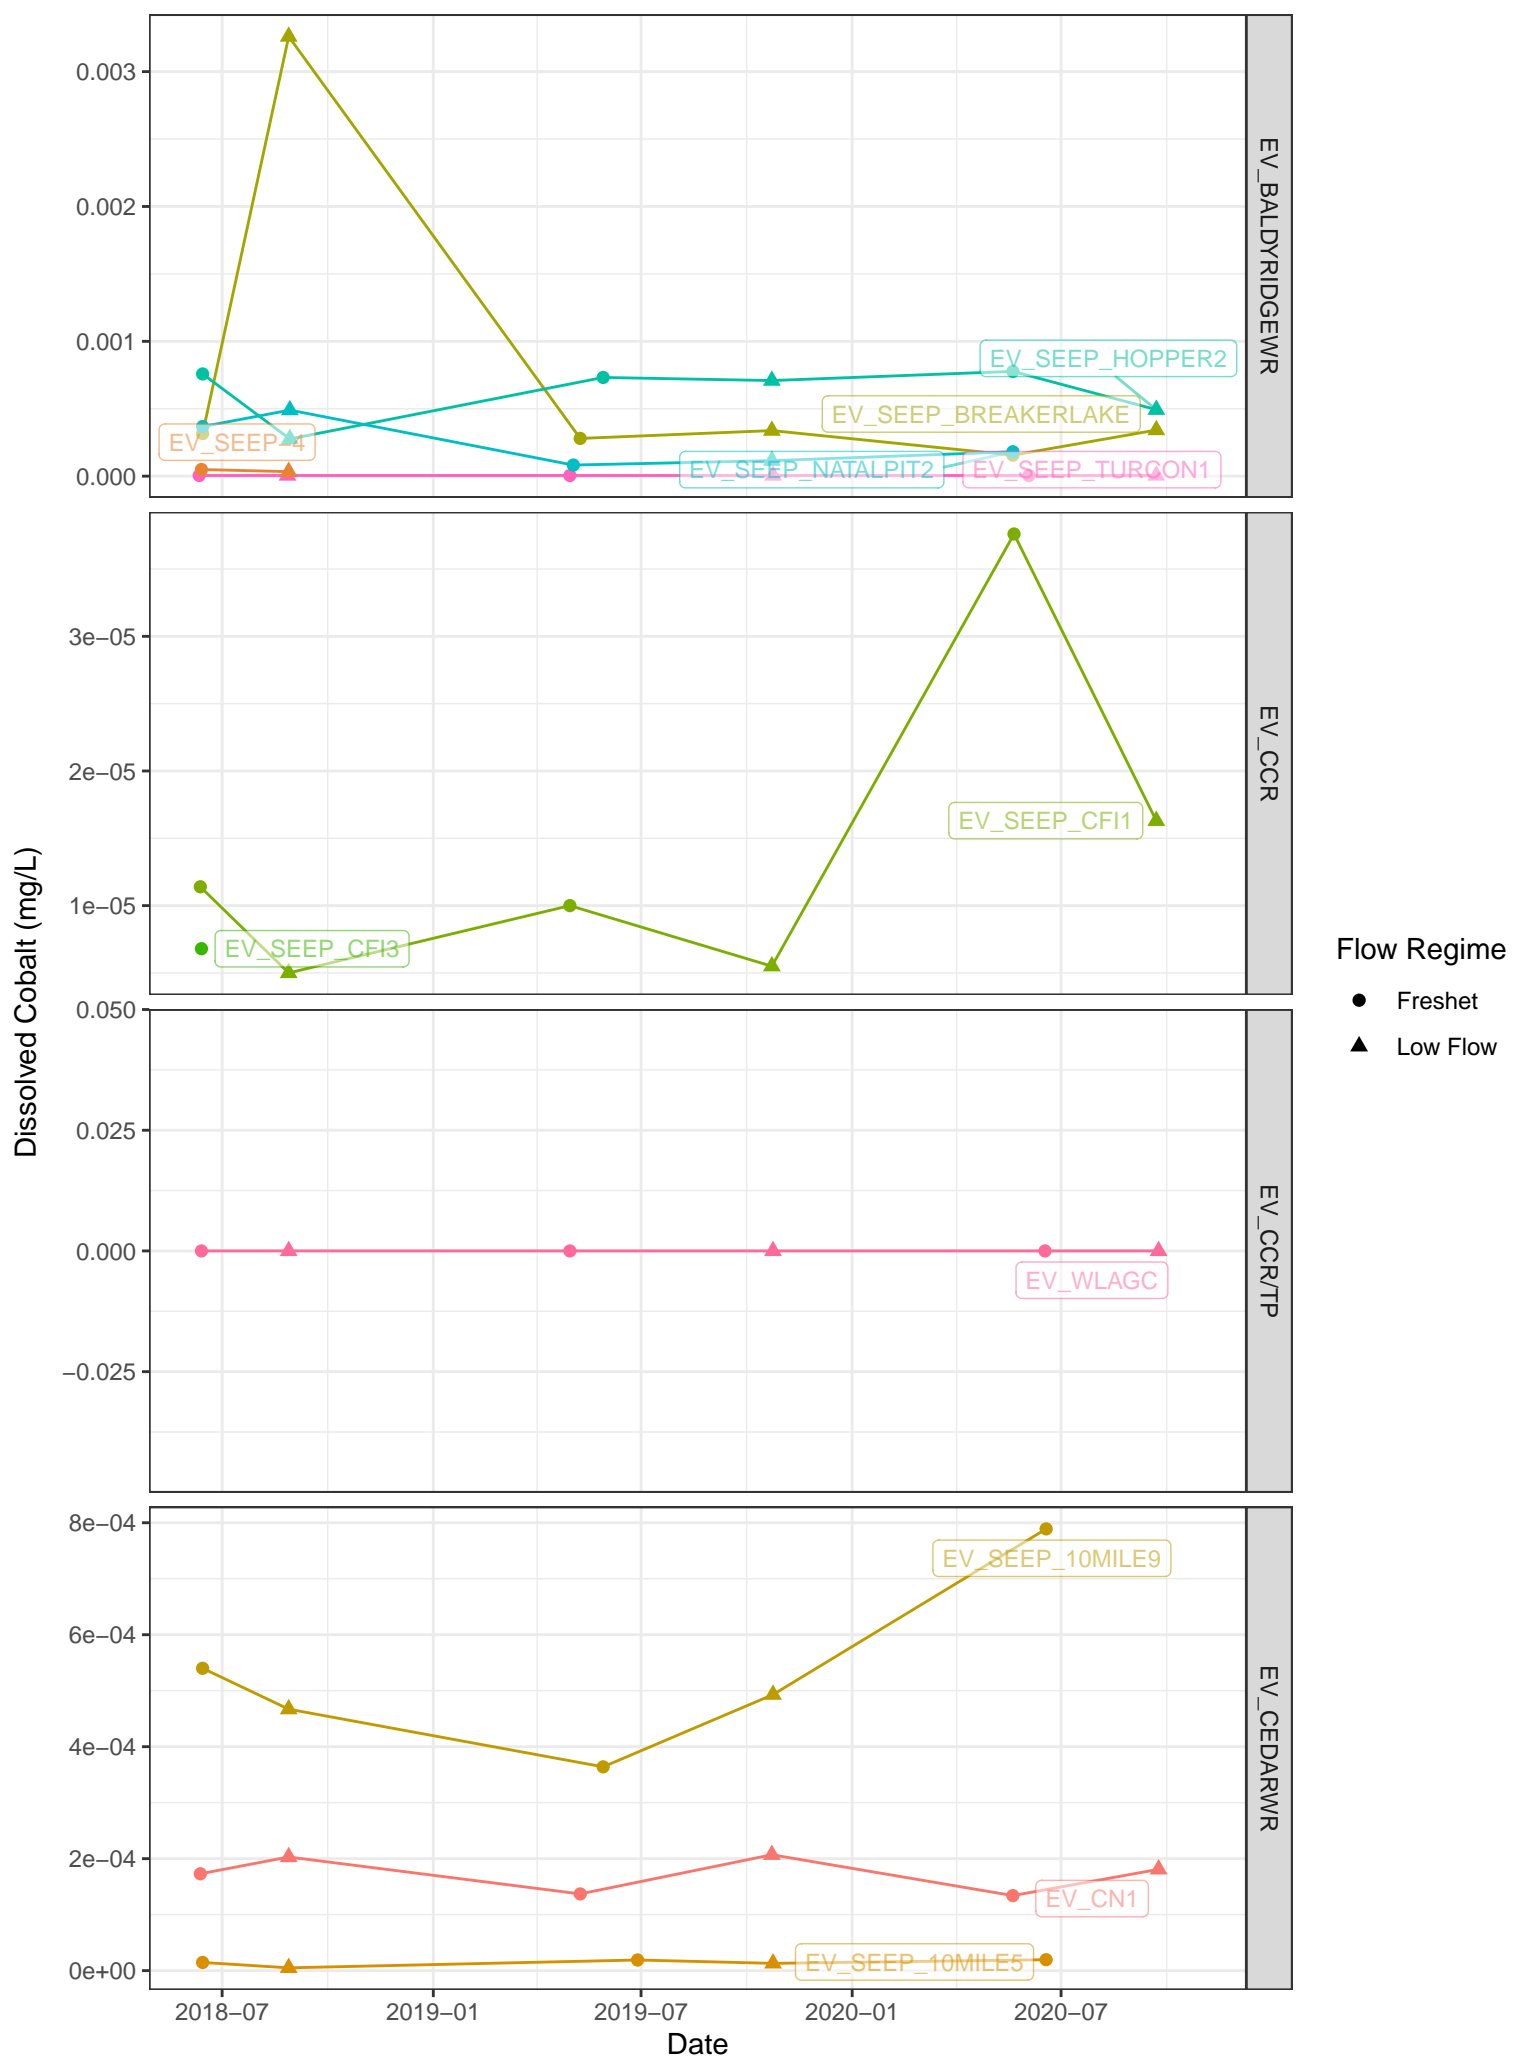 0.003
0.002
0.001
0.000
EV_SEEP_HOPPER2
EV_SEEP_BREAKERLAKE
EV_SEEP-4
EV_SEEP_NATALPIT2
EV_SEEP_TURCON1
EV_BALDYRIDGEWR
3e−05
2e−05
1e−05
EV_SEEP_CFI1
EV_SEEP_CFI3
EV_CCR
0.050
0.025
0.000
−0.025
EV_WLAGC
EV_CCR/TP
8e−04
6e−04
4e−04
2e−04
0e+00
EV_SEEP_10MILE9
EV_CN1
EV_SEEP_10MILE5
EV_CEDARWR
2018−07
2019−01
2019−07
2020−01
2020−07
Date
Dissolved Cobalt (mg/L)
Flow Regime
Freshet
Low Flow